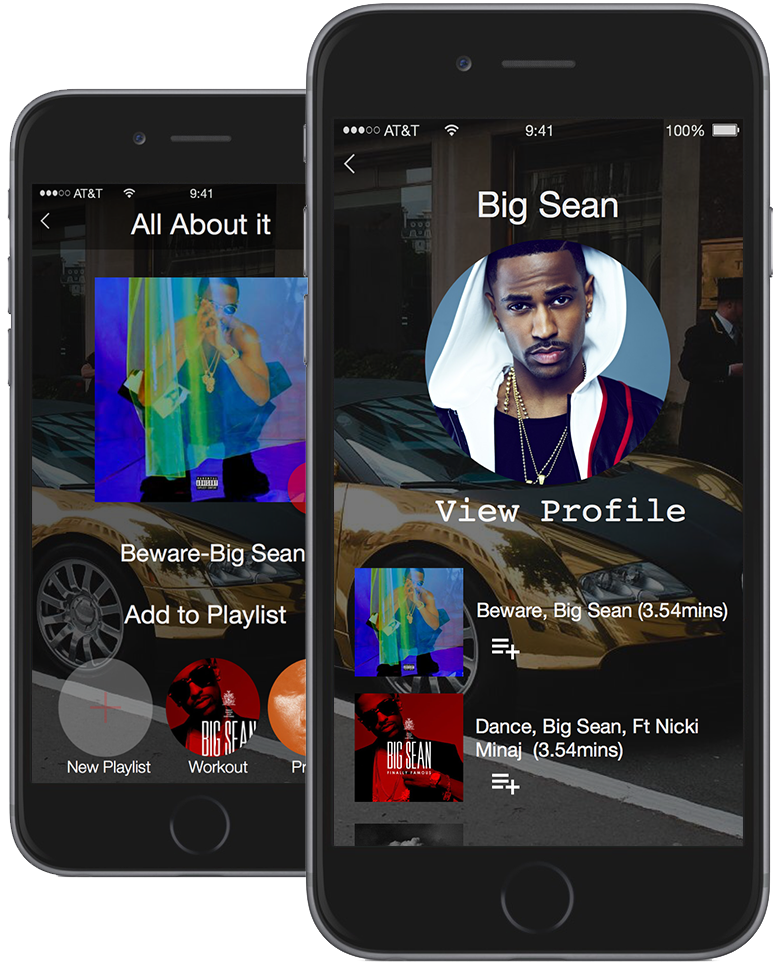 ●●●○○ AT&T 9:41
All About it
Beware-Big Sean
Add to Playlist
New Playlist
Workout
Pr
BIG SEAN
●●●○○ AT&T 9:41 100%
Big Sean
View Profile
Beware, Big Sean (3.54mins)
Dance, Big Sean, Ft Nicki
Minaj (3.54mins)
BIG SEAN
FINALLY FAMOUS